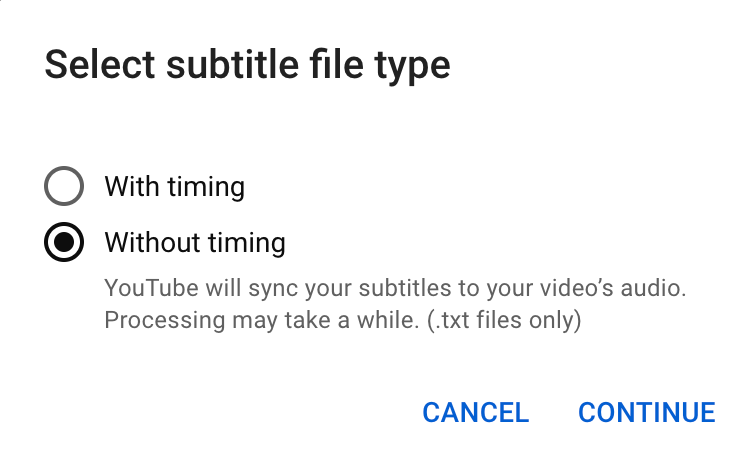 Select subtitle file type
With timing
Without timing
YouTube will sync your subtitles to your video’s audio.
Processing may take a while. (.txt files only)
CANCEL CONTINUE